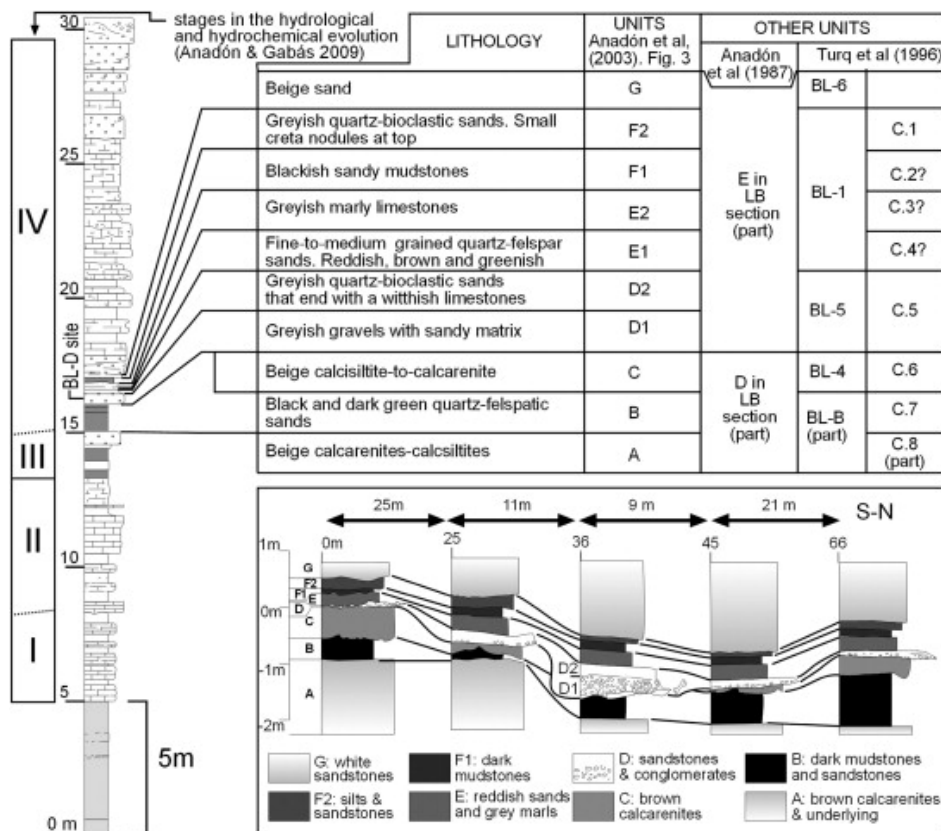 30
stages in the hydrological
and hydrochemical evolution
(Anadón & Gabás 2009)
25
20
15
10
5
0 m
IV
III
II
I
BL-D site
5m
LITHOLOGY
UNITS
Anadón et al,
(2003). Fig. 3
OTHER UNITS
Anadón
et al (1987)
Turq et al (1996)
Beige sand
G
BL-6
Greyish quartz-bioclastic sands. Small
creta nodules at top
F2
C.1
Blackish sandy mudstones
F1
C.2?
Greyish marly limestones
E2
C.3?
Fine-to-medium grained quartz-felspar
sands. Reddish, brown and greenish
E1
C.4?
E in
LB
section
(part)
BL-1
Greyish quartz-bioclastic sands
that end with a witthish limestones
D2
Greyish gravels with sandy matrix
D1
BL-5
C.5
Beige calcisiltite-to-calcarenite
C
BL-4
C.6
Black and dark green quartz-felspatic
sands
B
C.7
Beige calcarenites-calcsiltites
A
C.8
(part)
D in
LB
section
(part)
BL-B
(part)
25m
11m
9 m
21 m
S-N
1m
0m
25
36
45
66
0m
-1m
-2m
G
F2
F1
E
D
C
B
A
D2
D1
G: white
sandstones
F1: dark
mudstones
D: sandstones
& conglomerates
B: dark mudstones
and sandstones
F2: silts &
sandstones
E: reddish sands
and grey marls
C: brown
calcarenites
A: brown calcarenites
& underlying